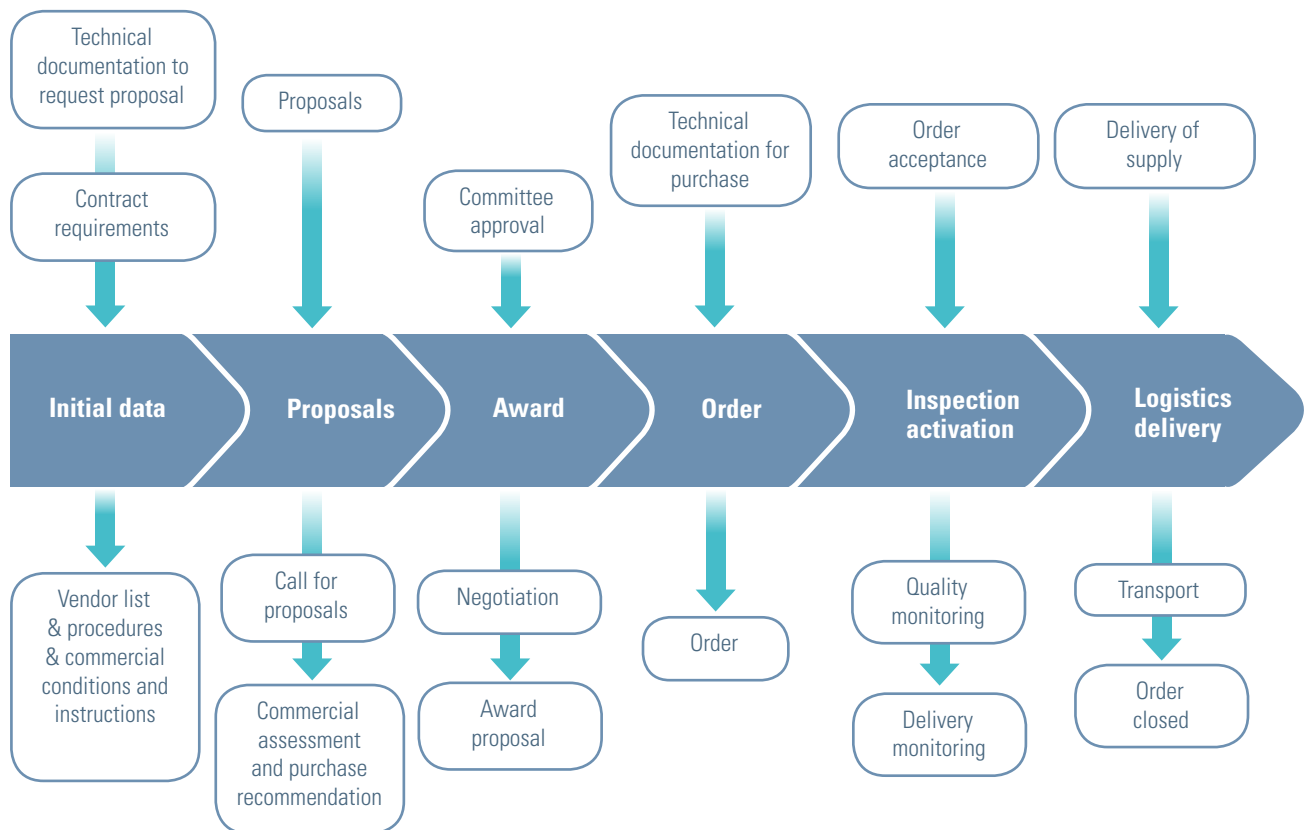 Technical
documentation to
request proposal
Contract
requirements
Proposals
Committee
approval
Technical
documentation for
purchase
Order
acceptance
Delivery of
supply
Initial data
Proposals
Award
Order
Inspection
activation
Logistics
delivery
Vendor list
& procedures
& commercial
conditions and
instructions
Call for
proposals
Commercial
assessment
and purchase
recommendation
Negotiation
Award
proposal
Order
Quality
monitoring
Delivery
monitoring
Transport
Order
closed